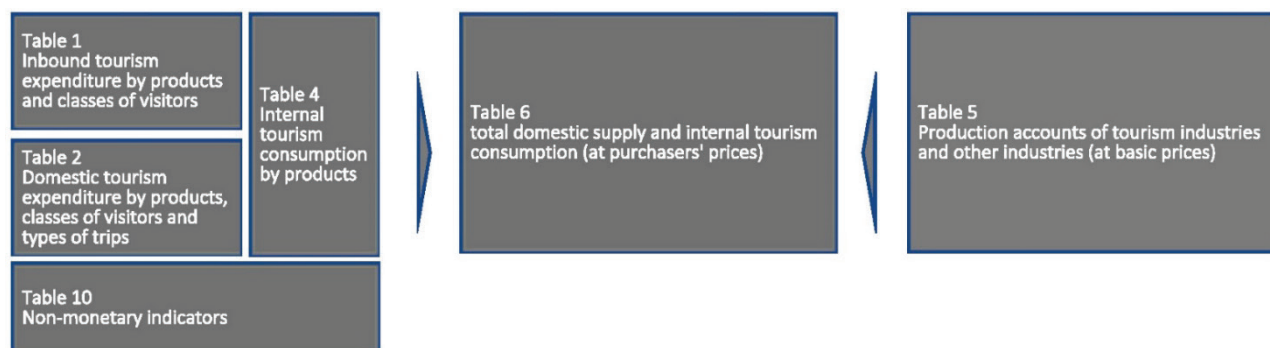 Table 1
Inbound tourism
expenditure by products
and classes of visitors
Table 2
Domestic tourism
expenditure by products,
classes of visitors and
types of trips
Table 4
Internal
tourism
consumption
by products
Table 10
Non-monetary indicators
Table 6
total domestic supply and internal tourism
consumption (at purchasers' prices)
Table 5
Production accounts of tourism industries
and other industries (at basic prices)